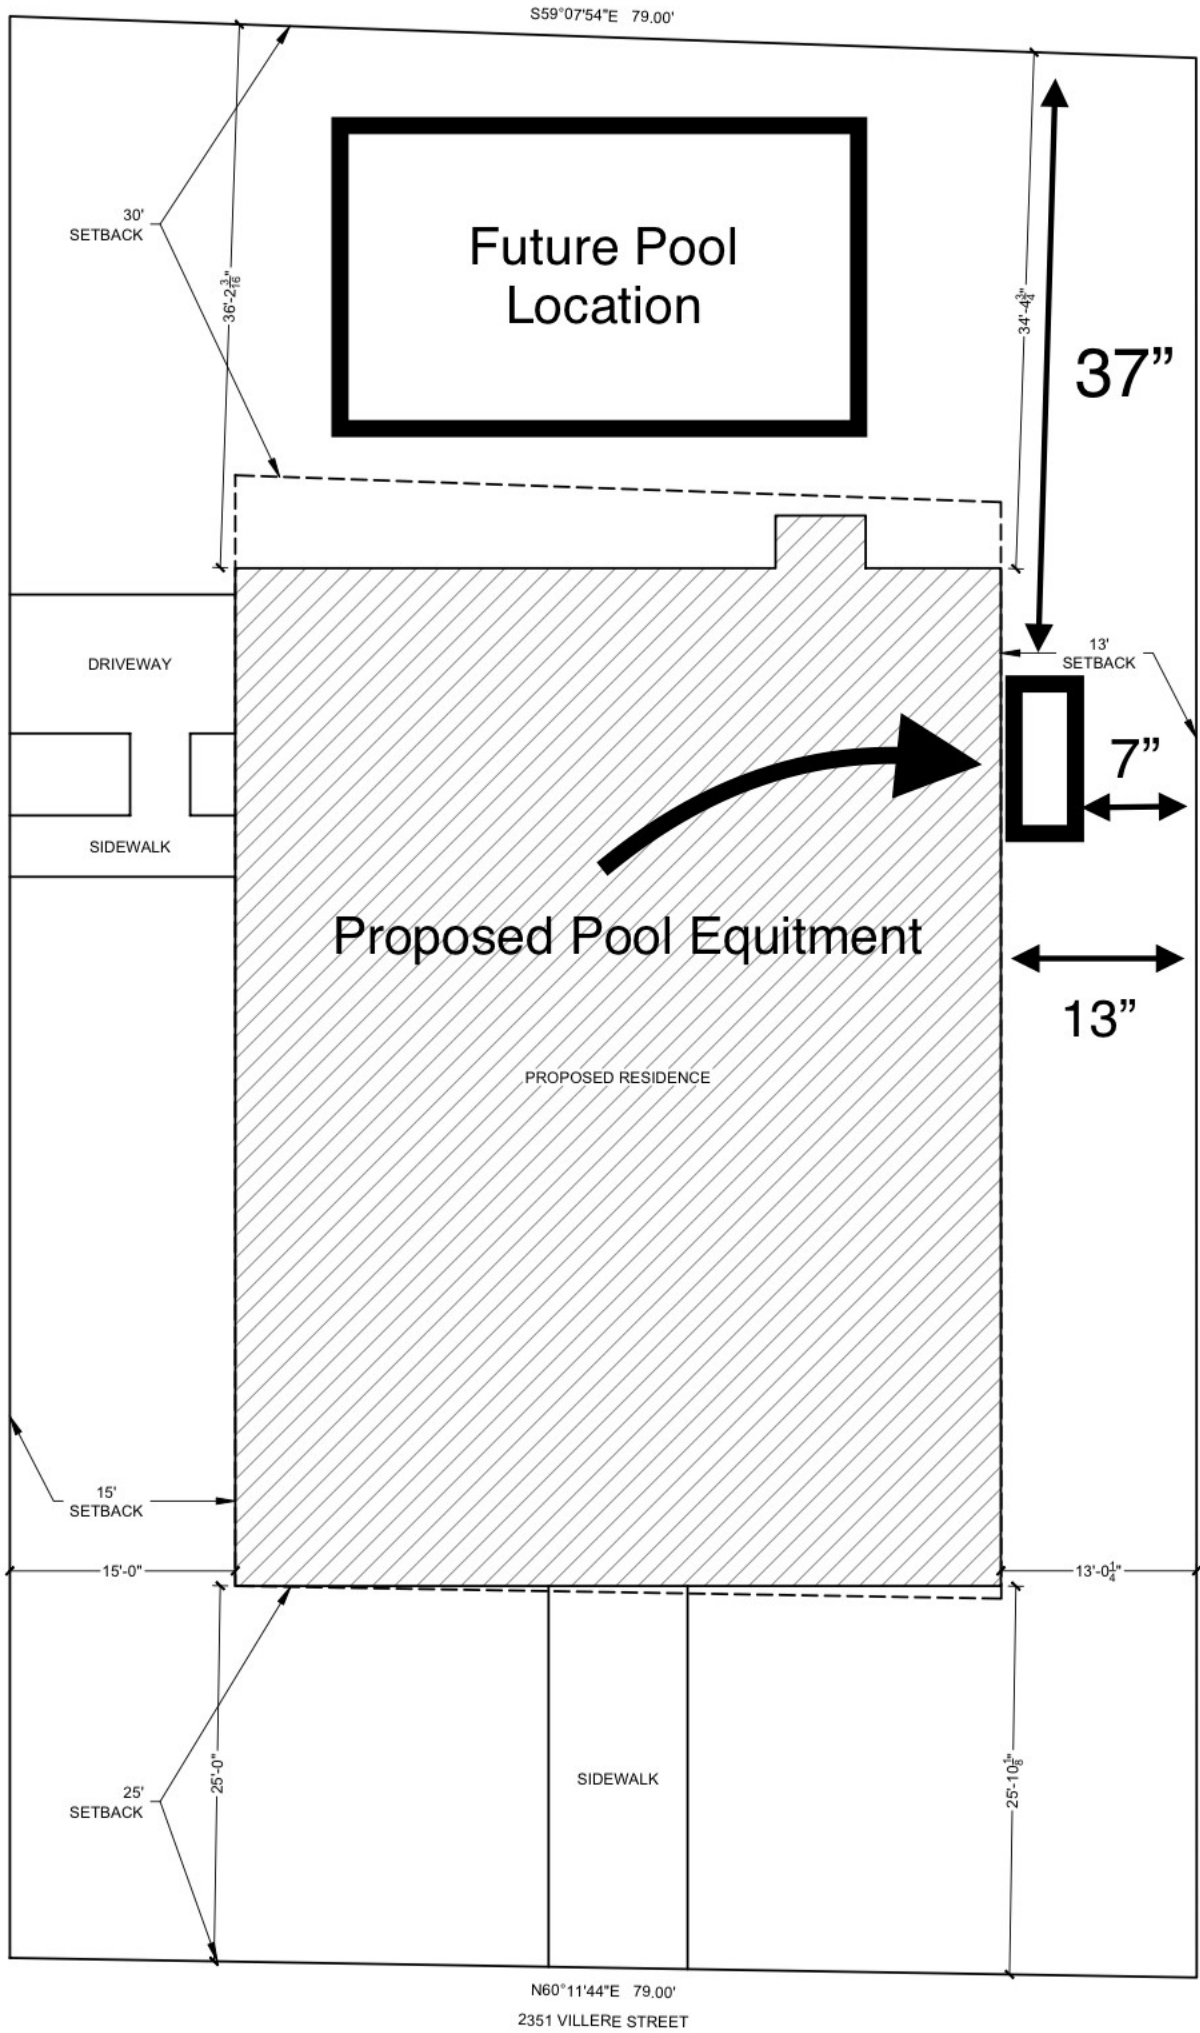 S59°07'54"E 79.00'
30'
SETBACK
36'-2 3/16"
Future Pool
Location
34'-4 3/4"
37”
DRIVEWAY
13'
SETBACK
7”
SIDEWALK
Proposed Pool Equitment
13”
PROPOSED RESIDENCE
15'
SETBACK
15'-0"
13'-0 1/4"
25'-0"
25'-10 1/8"
SIDEWALK
25'
SETBACK
N60°11'44"E 79.00'
2351 VILLERE STREET